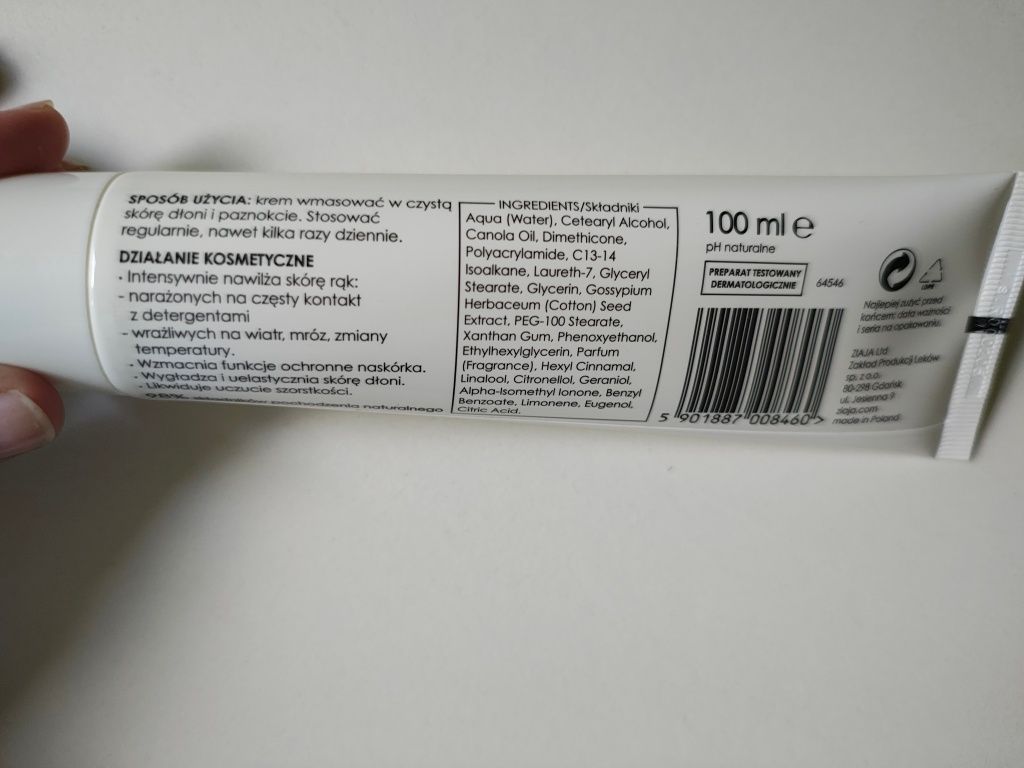 SPOSÓB UŻYCIA: krem wmasować w czystą
skórę dłoni i paznokcie. Stosować
regularnie, nawet kilka razy dziennie.
DZIAŁANIE KOSMETYCZNE
· Intensywnie nawilża skórę rąk:
- narażonych na częsty kontakt
z detergentami
- wrażliwych na wiatr, mróz, zmiany
temperatury.
· Wzmacnia funkcje ochronne naskórka.
· Wygładza i uelastycznia skórę dłoni.
· Likwiduje uczucie szorstkości.
98% składników pochodzenia naturalnego
INGREDIENTS/Składniki
Aqua (Water), Cetearyl Alcohol,
Canola Oil, Dimethicone,
Polyacrylamide, C13-14
Isoalkane, Laureth-7, Glyceryl
Stearate, Glycerin, Gossypium
Herbaceum (Cotton) Seed
Extract, PEG-100 Stearate,
Xanthan Gum, Phenoxyethanol,
Ethylhexylglycerin, Parfum
(Fragrance), Hexyl Cinnamal,
Linalool, Citronellol, Geraniol,
Alpha-Isomethyl Ionone, Benzyl
Benzoate, Limonene, Eugenol,
Citric Acid.
100 ml e
pH naturalne
PREPARAT TESTOWANY
DERMATOLOGICZNIE
64546
5 901887 008460 >
LDPE
Najlepiej zużyć przed
końcem: data ważności
i seria na opakowaniu.
ZIAJA Ltd
Zakład Produkcji Leków
sp. z o.o.
80-298 Gdańsk
ul. Jesienna 9
ziaja.com
made in Poland